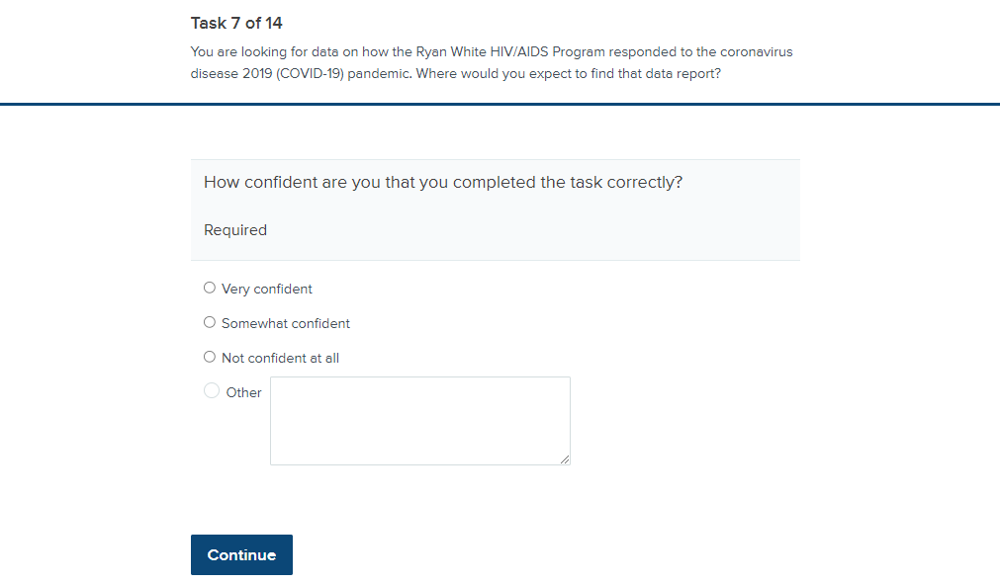 Task 7 of 14
You are looking for data on how the Ryan White HIV/AIDS Program responded to the coronavirus
disease 2019 (COVID-19) pandemic. Where would you expect to find that data report?
How confident are you that you completed the task correctly?
Required
Very confident
Somewhat confident
Not confident at all
Other
Continue